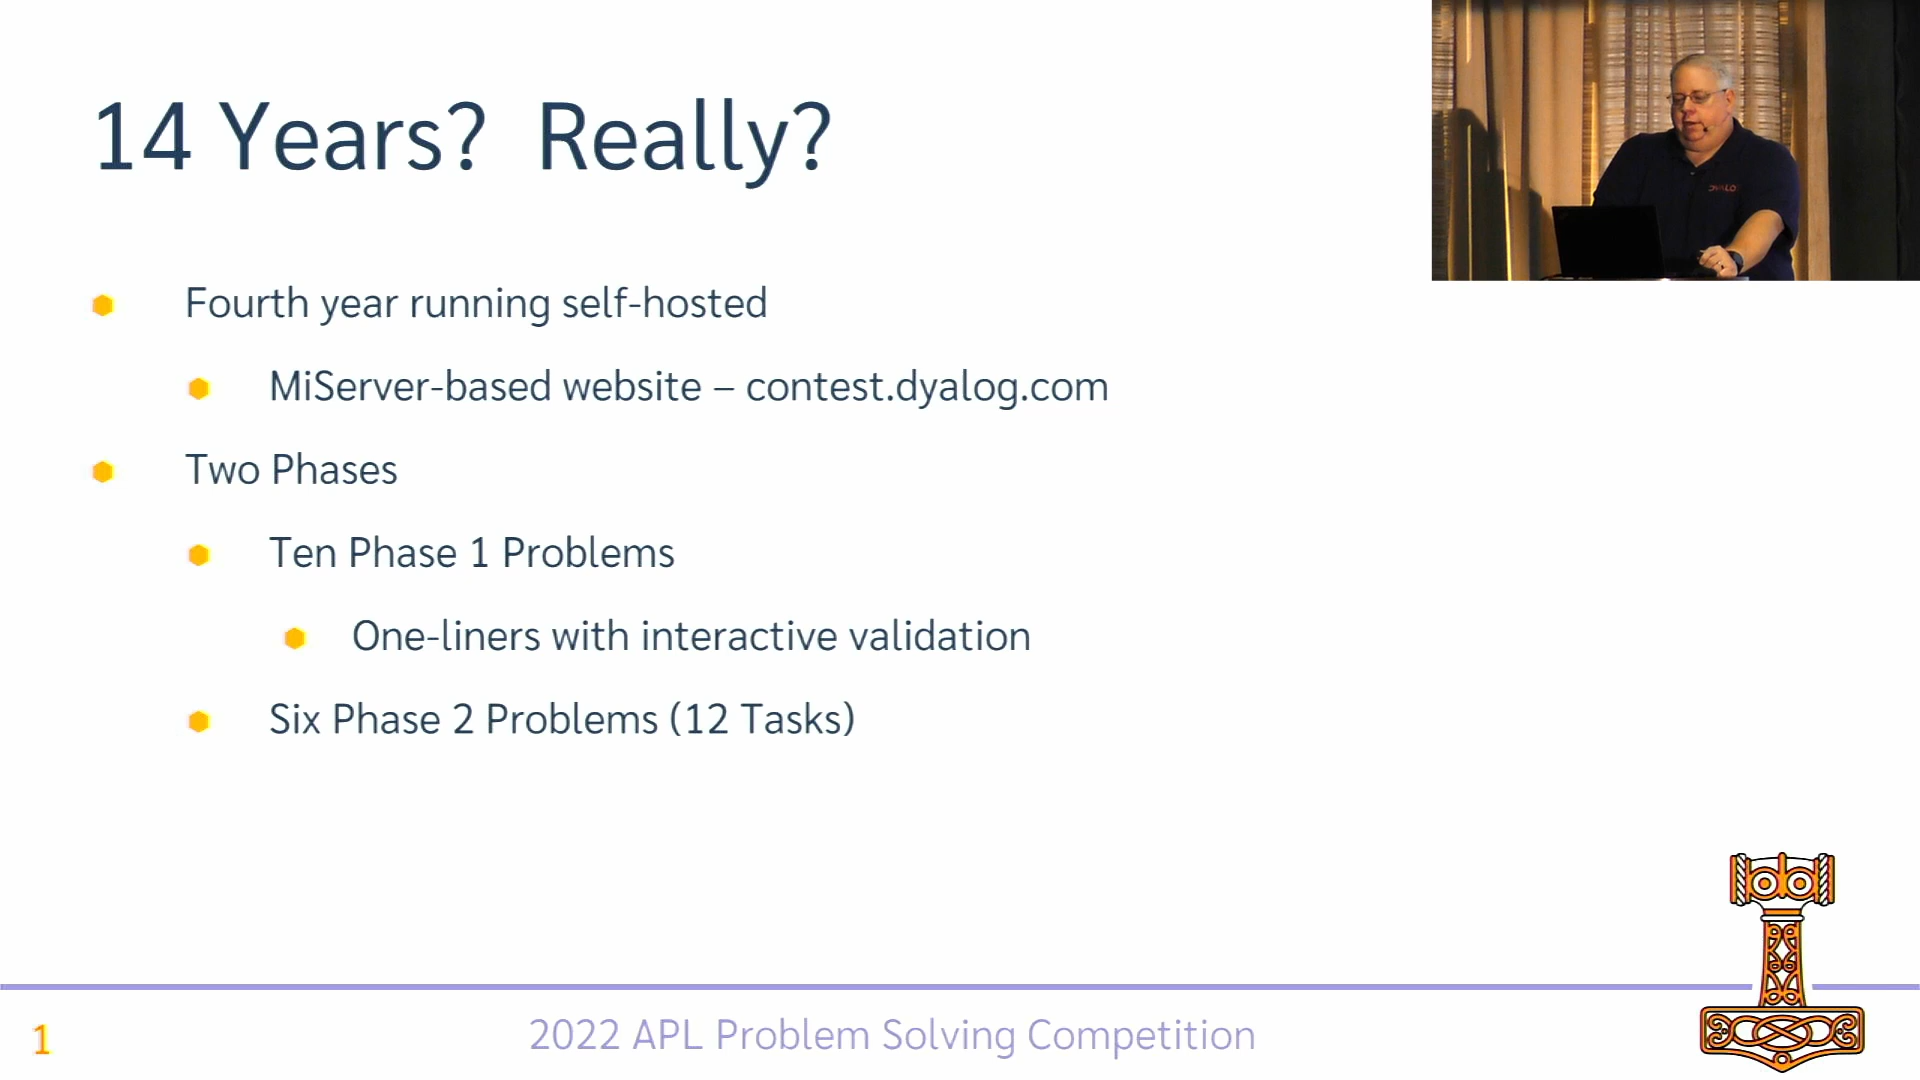 14 Years? Really?
Fourth year running self-hosted
MiServer-based website – contest.dyalog.com
Two Phases
Ten Phase 1 Problems
One-liners with interactive validation
Six Phase 2 Problems (12 Tasks)
1
2022 APL Problem Solving Competition